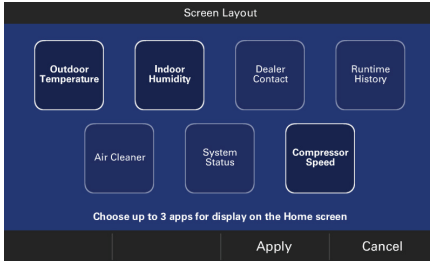 Screen Layout
Outdoor
Temperature
Indoor
Humidity
Dealer
Contact
Runtime
History
Air Cleaner
System
Status
Compressor
Speed
Choose up to 3 apps for display on the Home screen
Apply
Cancel